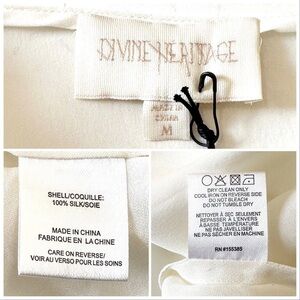 DIVINE HERITAGE
MADE IN
CHINA
M
SHELL/COQUILLE:
100% SILK/SOIE
MADE IN CHINA
FABRIQUE EN LA CHINE
CARE ON REVERSE/
VOIR AU VERSO POUR LES SOINS
DRY CLEAN ONLY
COOL IRON ON REVERSE SIDE
DO NOT BLEACH
DO NOT TUMBLE DRY
NETTOYER À SEC SEULEMENT
REPASSER À L'ENVERS
À BASSE TEMPERATURE
NE PAS JAVELLISER
NE PAS SÉCHER EN MACHINE
RN #155385